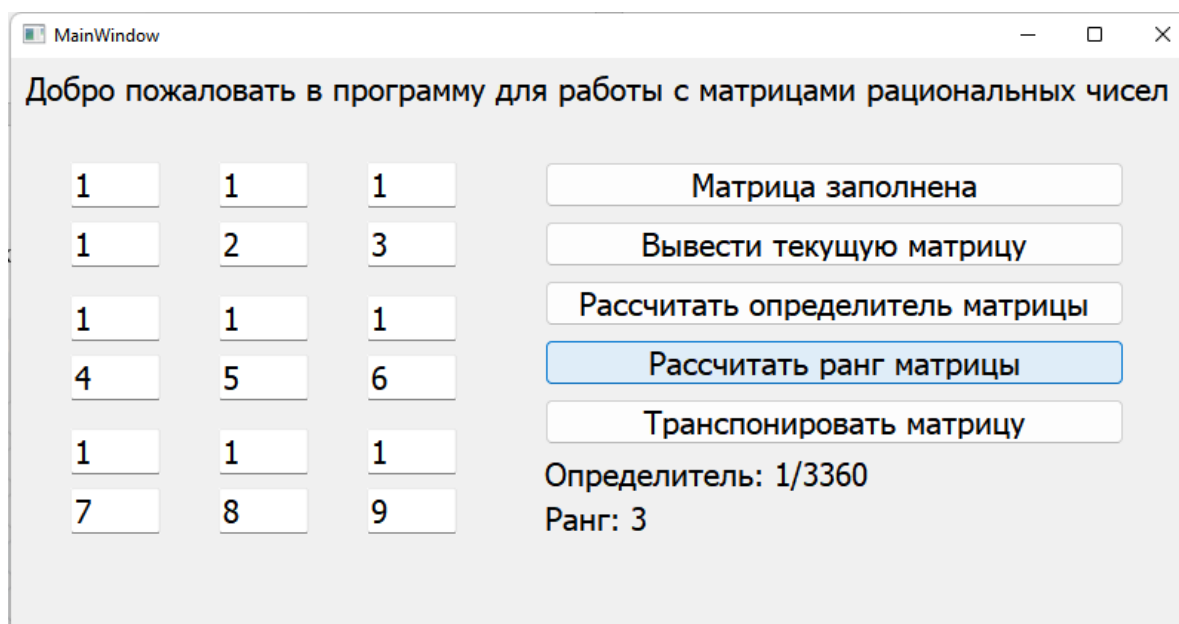 MainWindow
Добро пожаловать в программу для работы с матрицами рациональных чисел
1 1 1
1 2 3
1 1 1
4 5 6
1 1 1
7 8 9
Матрица заполнена
Вывести текущую матрицу
Рассчитать определитель матрицы
Рассчитать ранг матрицы
Транспонировать матрицу
Определитель: 1/3360
Ранг: 3